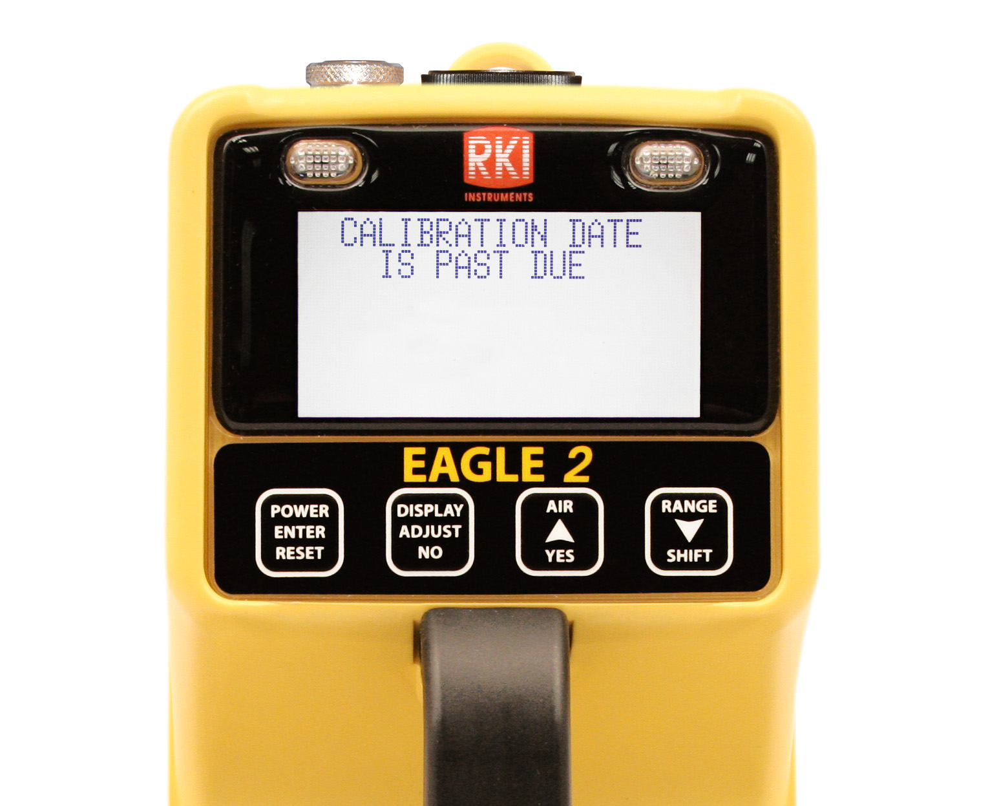 RKI
INSTRUMENTS
CALIBRATION DATE
IS PAST DUE
EAGLE 2
POWER
ENTER
RESET
DISPLAY
ADJUST
NO
AIR
YES
RANGE
SHIFT